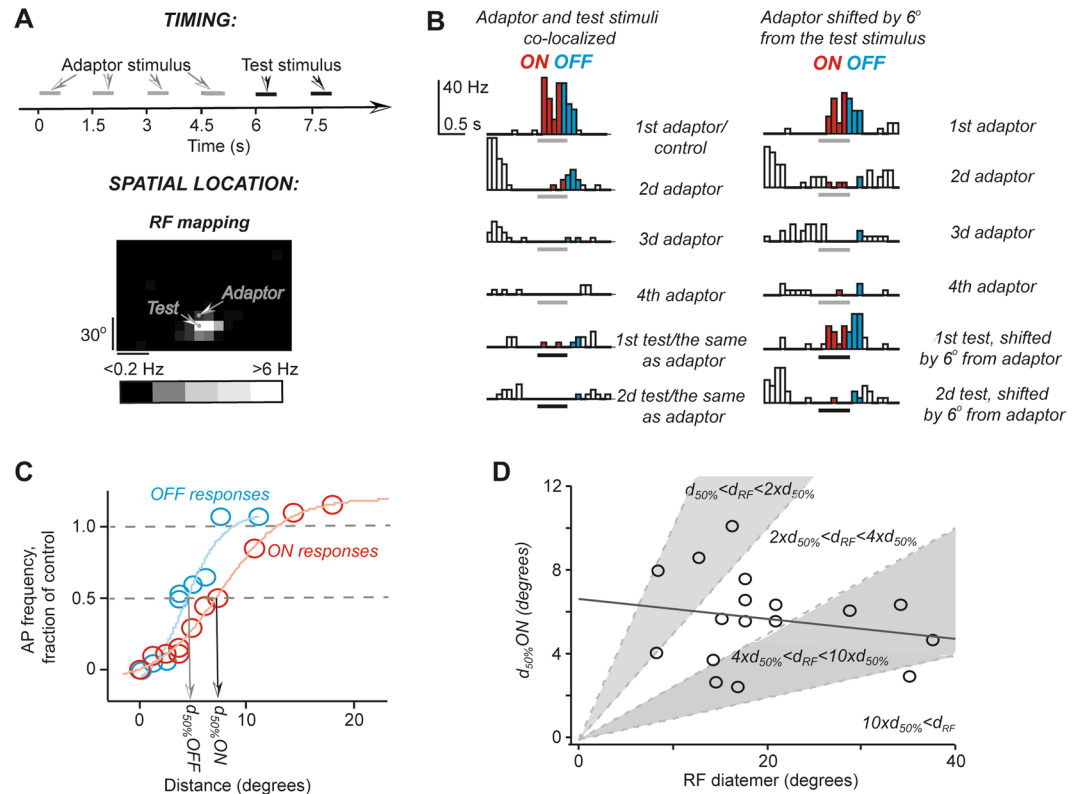 A
TIMING:
Adaptor stimulus
Test stimulus
0 1.5 3 4.5 6 7.5
Time (s)
SPATIAL LOCATION:
RF mapping
Adaptor
Test
30°
<0.2 Hz >6 Hz
B
Adaptor and test stimuli
co-localized
ON OFF
40 Hz
0.5 s
1st adaptor/
control
2d adaptor
3d adaptor
4th adaptor
1st test/the same
as adaptor
2d test/the same
as adaptor
Adaptor shifted by 6°
from the test stimulus
ON OFF
1st adaptor
2d adaptor
3d adaptor
4th adaptor
1st test, shifted
by 6° from adaptor
2d test, shifted
by 6° from adaptor
C
OFF responses
ON responses
AP frequency,
fraction of control
1.0
0.5
0
0 10 20
d50%OFF
d50%ON
Distance (degrees)
D
d50%<dRF<2xd50%
2xd50%<dRF<4xd50%
4xd50%<dRF<10xd50%
10xd50%<dRF
d50%ON (degrees)
12
8
4
0
0 20 40
RF diatemer (degrees)